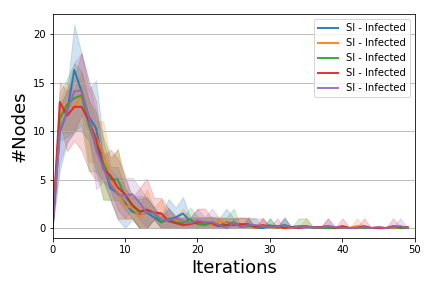 SI - Infected
SI - Infected
SI - Infected
SI - Infected
SI - Infected
#Nodes
20
15
10
5
0
0 10 20 30 40 50
Iterations